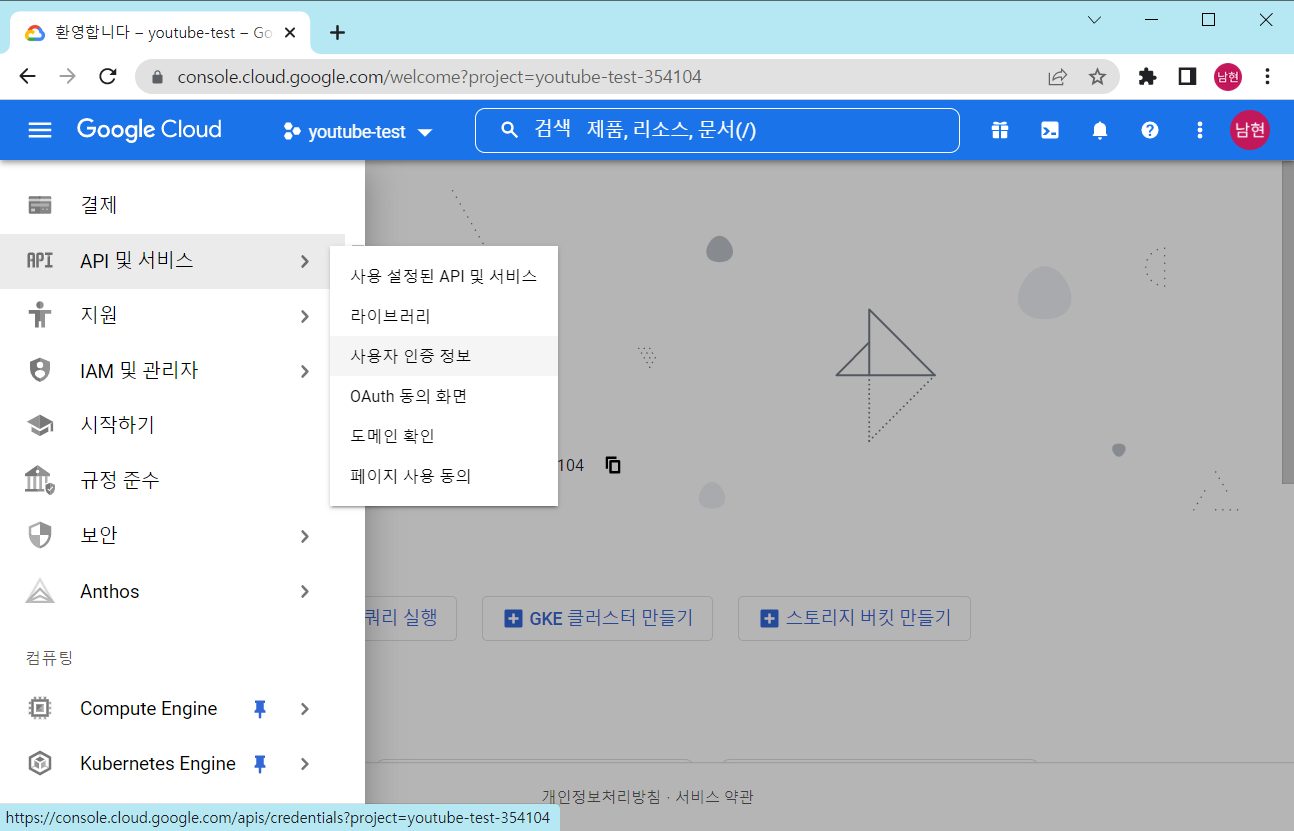 환영합니다 – youtube-test – Go
console.cloud.google.com/welcome?project=youtube-test-354104
남현
Google Cloud
youtube-test
검색 제품, 리소스, 문서(/)
남현
결제
API API 및 서비스
지원
IAM 및 관리자
시작하기
규정 준수
보안
Anthos
컴퓨팅
Compute Engine
Kubernetes Engine
사용 설정된 API 및 서비스
라이브러리
사용자 인증 정보
OAuth 동의 화면
도메인 확인
페이지 사용 동의
104
쿼리 실행
GKE 클러스터 만들기
스토리지 버킷 만들기
개인정보처리방침 · 서비스 약관
https://console.cloud.google.com/apis/credentials?project=youtube-test-354104